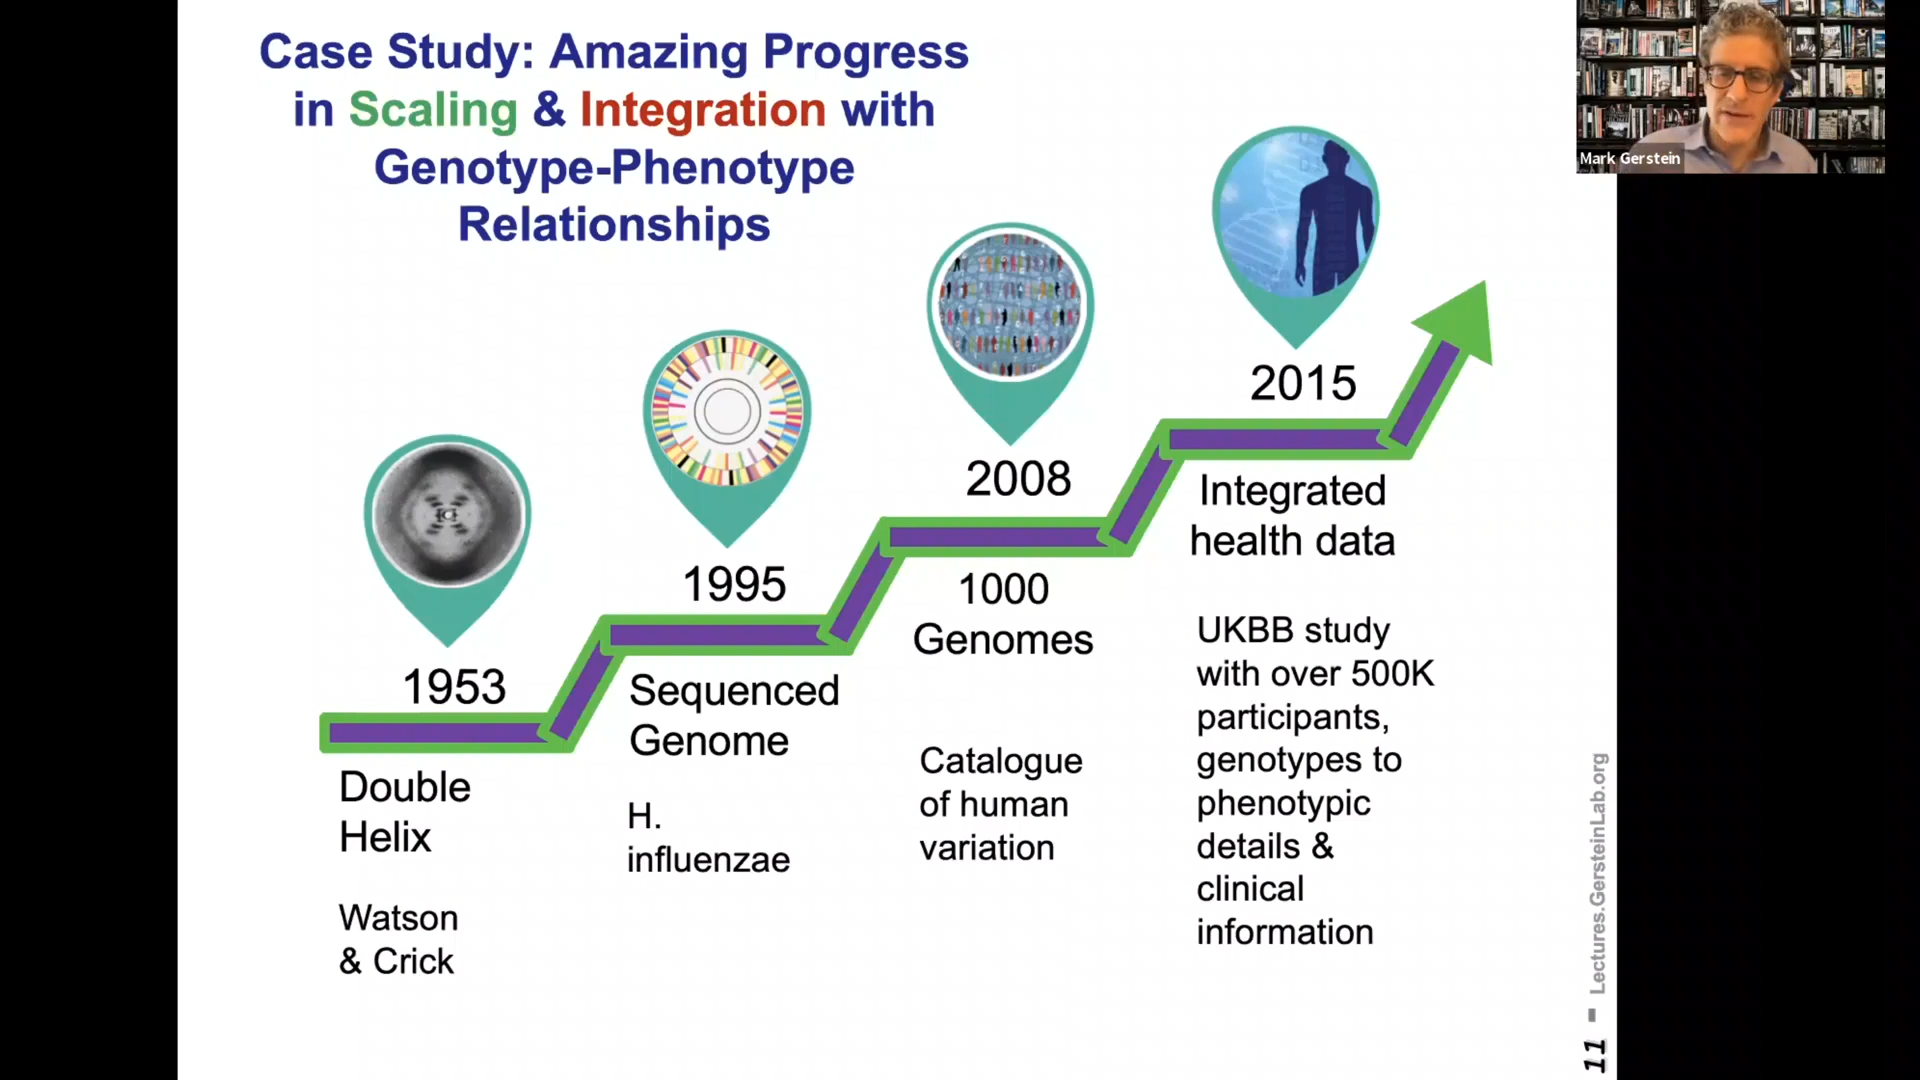 Case Study: Amazing Progress
in Scaling & Integration with
Genotype-Phenotype
Relationships
Mark Gerstein
1953
Double
Helix
Watson
& Crick
1995
Sequenced
Genome
H.
influenzae
2008
1000
Genomes
Catalogue
of human
variation
2015
Integrated
health data
UKBB study
with over 500K
participants,
genotypes to
phenotypic
details &
clinical
information
11 - Lectures.GersteinLab.org